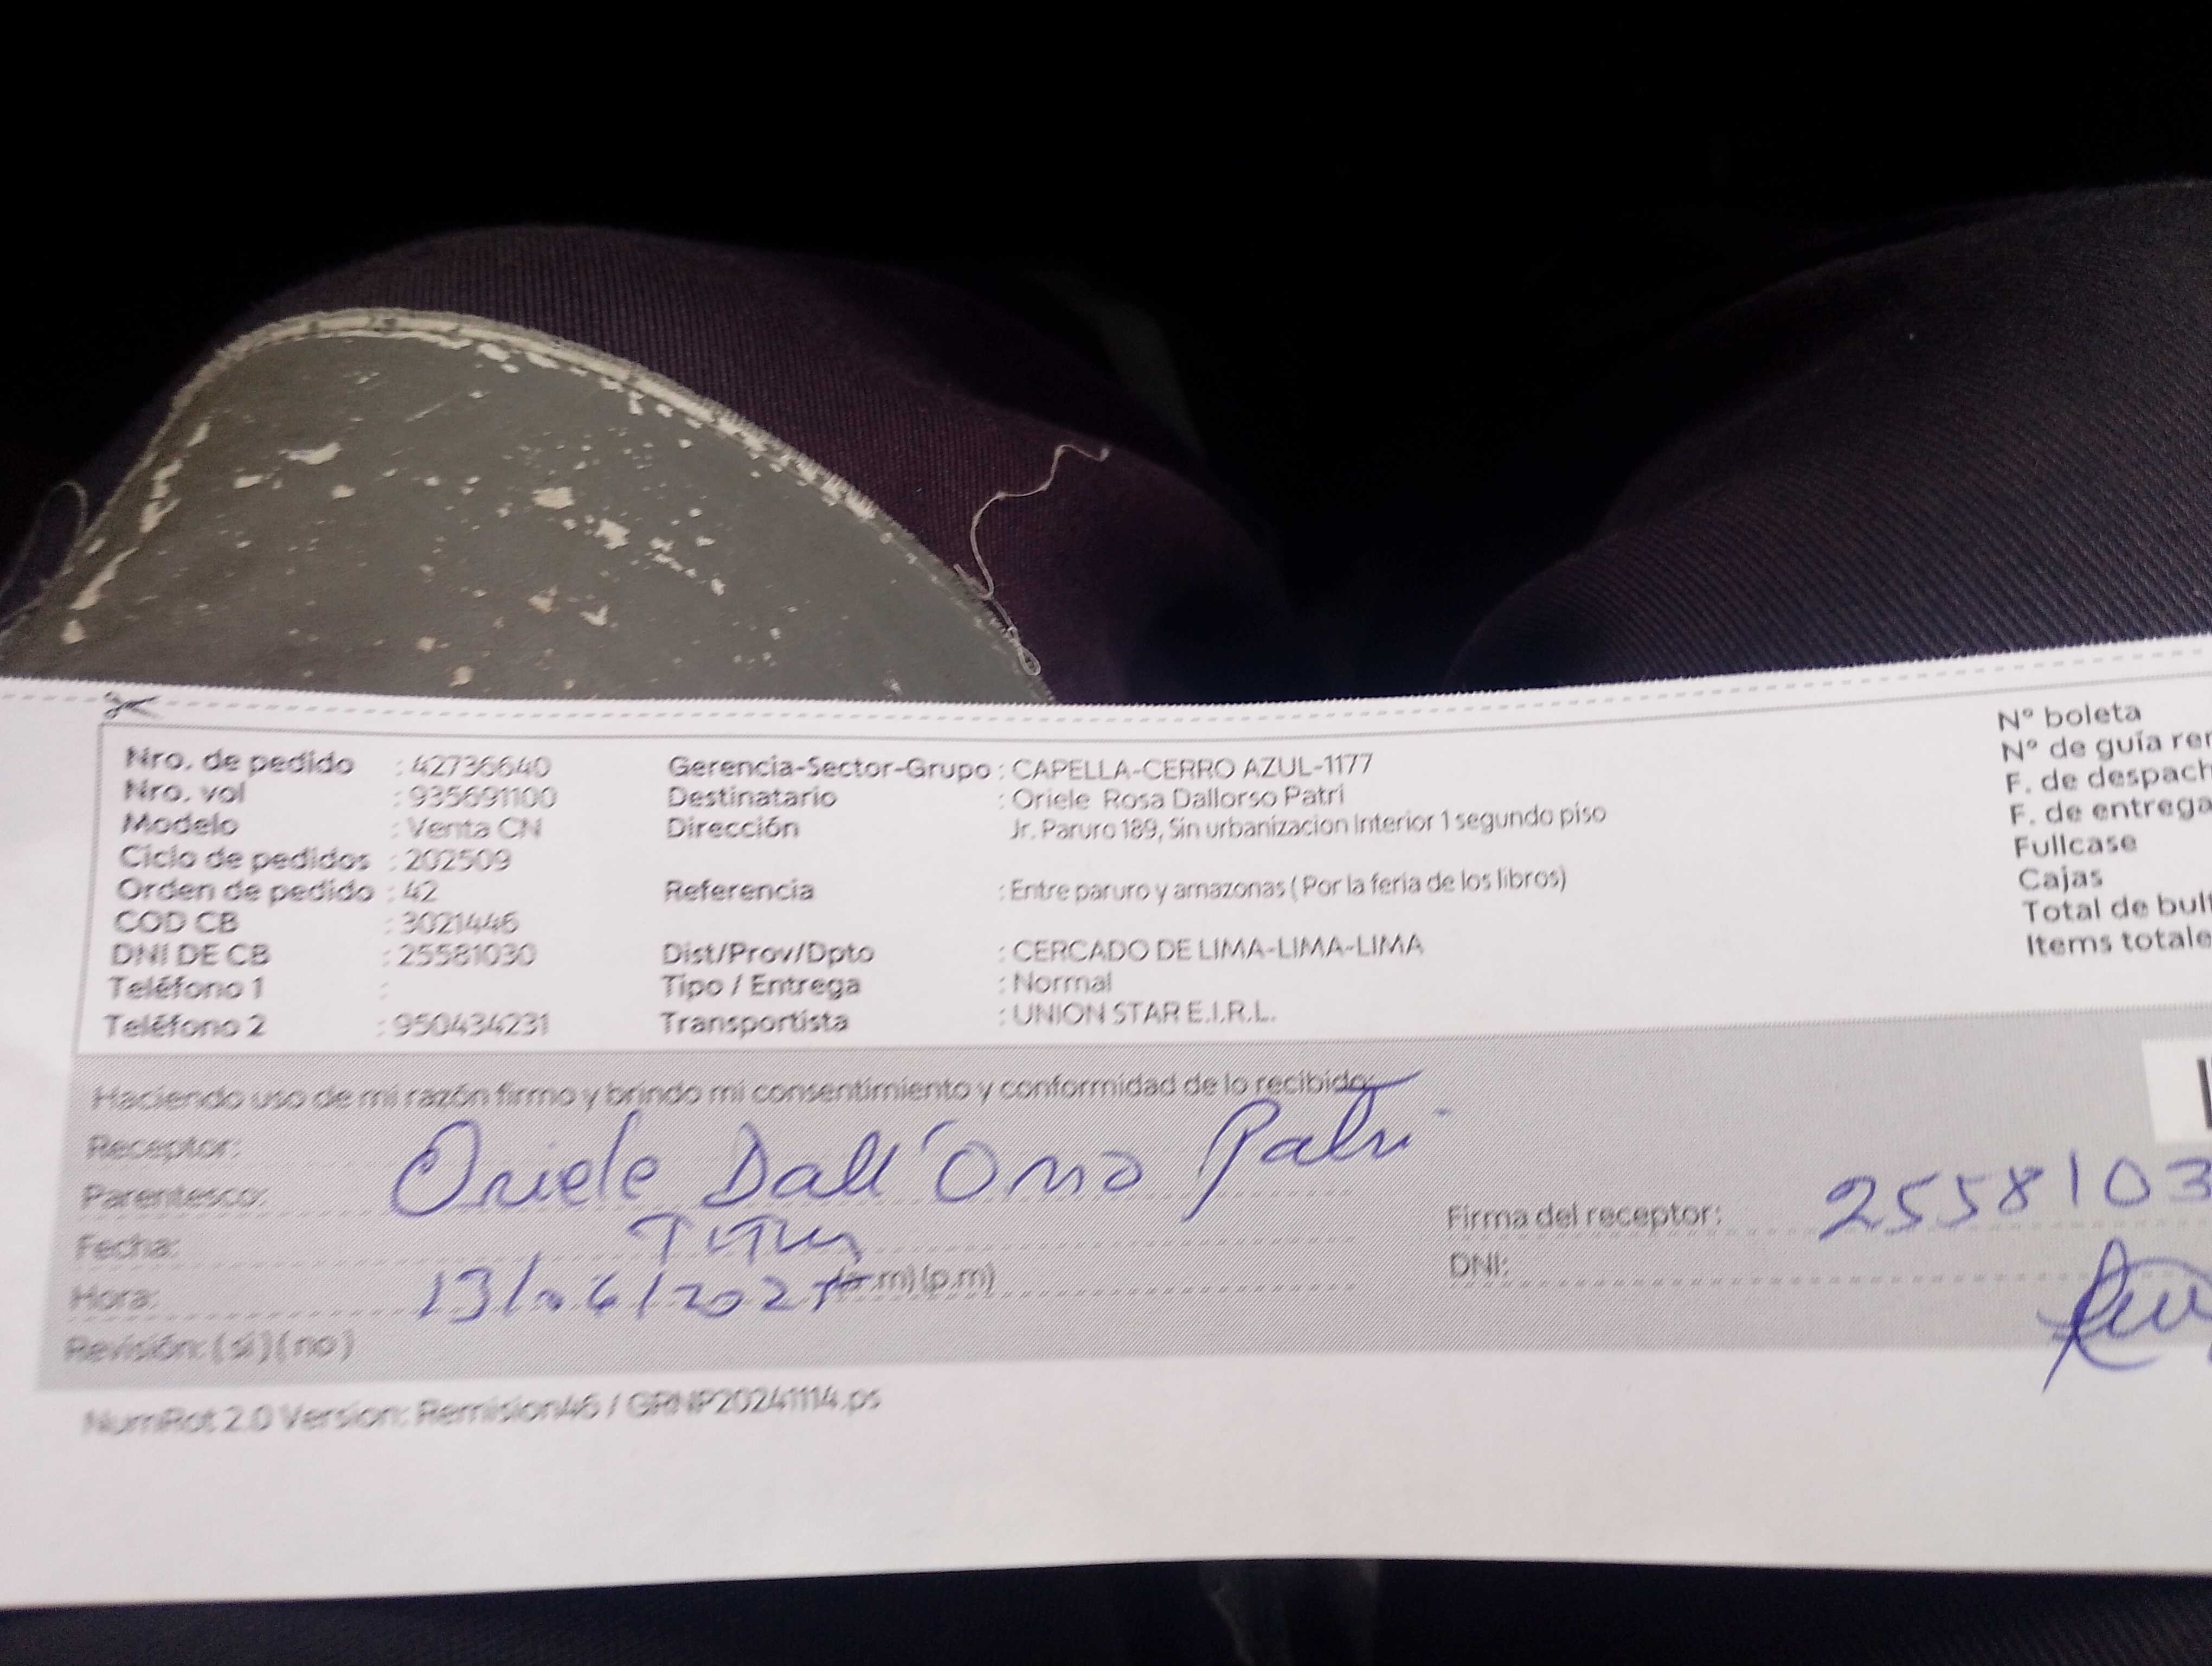 Nro. de pedido : 42736640 Gerencia-Sector-Grupo : CAPELLA-CERRO AZUL-1177 N° boleta
Nro. vol : 935691100 Destinatario : Oriele Rosa Dallorso Patri N° de guía rem
Modelo : Venta CN Dirección Jr. Paruro 189, Sin urbanizacion Interior 1 segundo piso F. de despach
Ciclo de pedidos : 202509 F. de entrega
Orden de pedido : 42 Referencia : Entre paruro y amazonas ( Por la feria de los libros) Fullcase
COD CB : 3021446 Cajas
DNI DE CB : 25581030 Dist/Prov/Dpto : CERCADO DE LIMA-LIMA-LIMA Total de bult
Teléfono 1 : Tipo / Entrega : Normal Items totale
Teléfono 2 : 950434231 Transportista : UNION STAR E.I.R.L.
Haciendo uso de mi razón firmo y brindo mi consentimiento y conformidad de lo recibido:
Receptor: Oriele Dall'Orso Patri
Parentesco: Firma del receptor: 2558103
Fecha: DNI:
Hora: 13/06/2025 (a.m) (p.m)
Revisión: ( si ) ( no )
NumRot 2.0 Version: Remision46 / GRNP20241114.ps